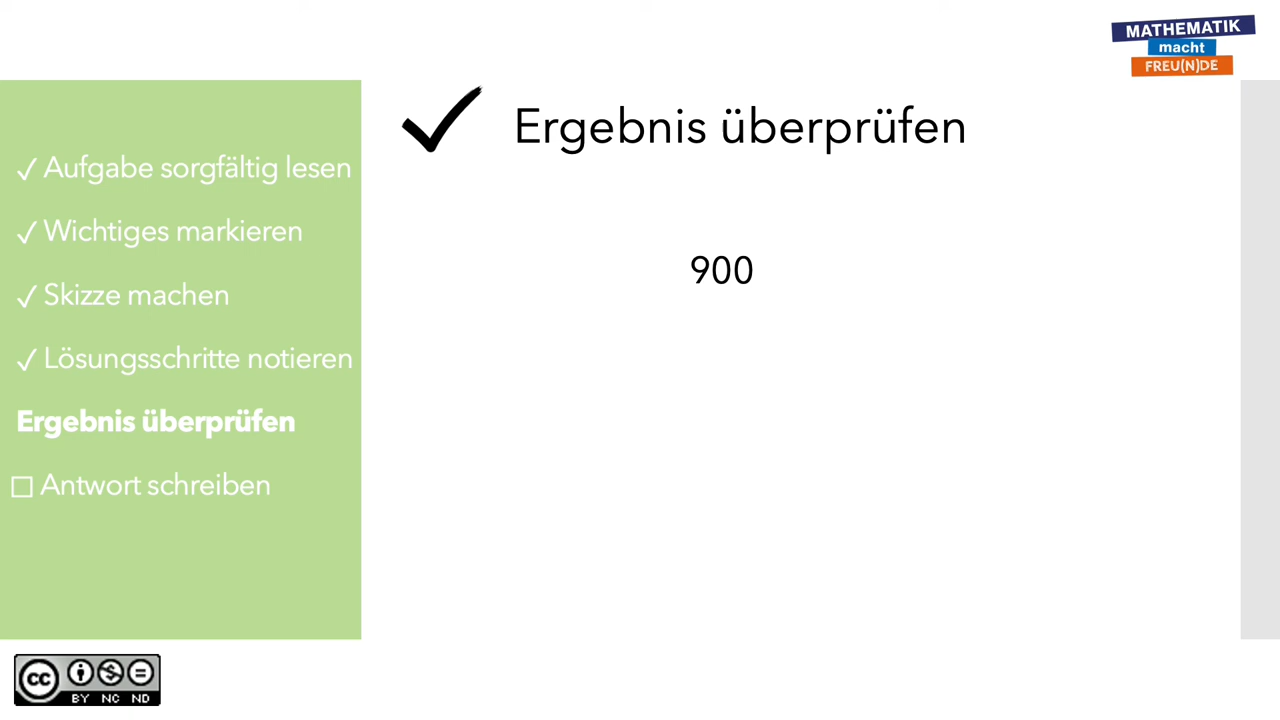 MATHEMATIK
macht
FREU(N)DE
✓ Ergebnis überprüfen
✓ Aufgabe sorgfältig lesen
✓ Wichtiges markieren
✓ Skizze machen
✓ Lösungsschritte notieren
Ergebnis überprüfen
☐ Antwort schreiben
900
cc
BY NC ND